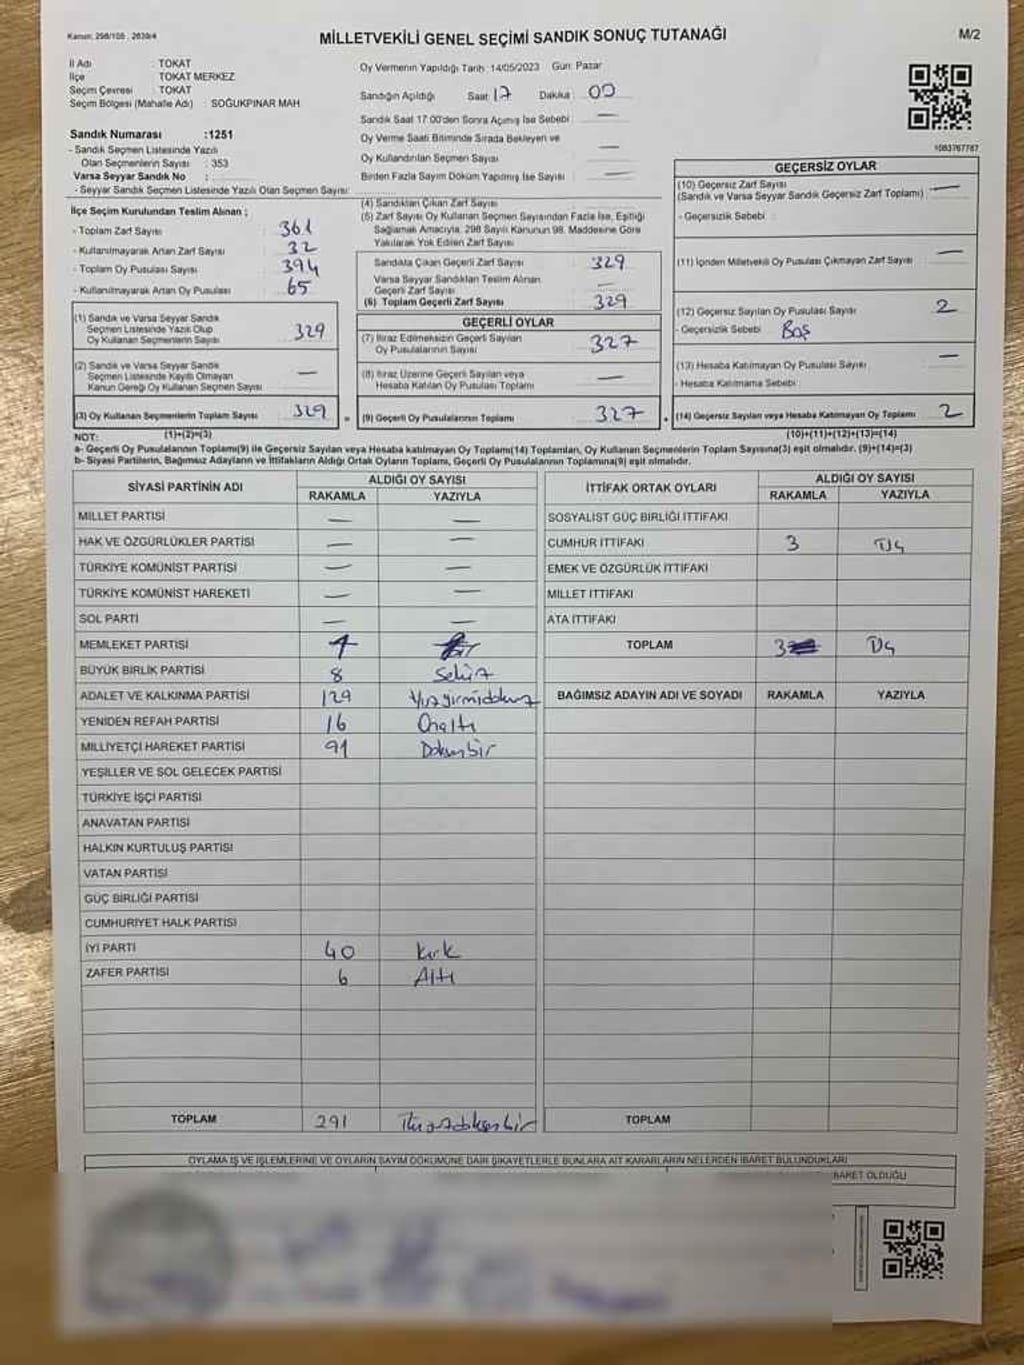 Kanun: 298/105 , 2839/4
MİLLETVEKİLİ GENEL SEÇİMİ SANDIK SONUÇ TUTANAĞI
M/2
İl Adı : TOKAT
İlçe TOKAT MERKEZ
Seçim Çevresi : TOKAT
Seçim Bölgesi (Mahalle Adı) : SOĞUKPINAR MAH
Sandık Numarası :1251
- Sandık Seçmen Listesinde Yazılı
Olan Seçmenlerin Sayısı : 353
Varsa Seyyar Sandık No :
- Seyyar Sandık Seçmen Listesinde Yazılı Olan Seçmen Sayısı:
Oy Vermenin Yapıldığı Tarih :14/05/2023 Gün: Pazar
Sandığın Açıldığı Saat: 17 Dakika : 00
Sandık Saat 17:00'den Sonra Açılmış İse Sebebi : —
Oy Verme Saati Bitiminde Sırada Bekleyen ve
Oy Kullandırılan Seçmen Sayısı —
Birden Fazla Sayım Döküm Yapılmış İse Sayısı : —
1083767787
İlçe Seçim Kurulundan Teslim Alınan ;
- Toplam Zarf Sayısı : 361
- Kullanılmayarak Artan Zarf Sayısı : 32
- Toplam Oy Pusulası Sayısı : 394
- Kullanılmayarak Artan Oy Pusulası : 65
(4) Sandıktan Çıkan Zarf Sayısı :
(5) Zarf Sayısı Oy Kullanan Seçmen Sayısından Fazla İse, Eşitliği
Sağlamak Amacıyla, 298 Sayılı Kanunun 98. Maddesine Göre
Yakılarak Yok Edilen Zarf Sayısı :
Sandıkta Çıkan Geçerli Zarf Sayısı : 329
Varsa Seyyar Sandıktan Teslim Alınan
Geçerli Zarf Sayısı : —
(6) Toplam Geçerli Zarf Sayısı : 329
GEÇERSİZ OYLAR
(10) Geçersiz Zarf Sayısı
(Sandık ve Varsa Seyyar Sandık Geçersiz Zarf Toplamı) : —
- Geçersizlik Sebebi :
(11) İçinden Milletvekili Oy Pusulası Çıkmayan Zarf Sayısı : —
(12) Geçersiz Sayılan Oy Pusulası Sayısı : 2
- Geçersizlik Sebebi : Boş
(13) Hesaba Katılmayan Oy Pusulası Sayısı : —
- Hesaba Katılmama Sebebi :
(14) Geçersiz Sayılan veya Hesaba Katılmayan Oy Toplamı : 2
(10)+(11)+(12)+(13)=(14)
(1) Sandık ve Varsa Seyyar Sandık
Seçmen Listesinde Yazılı Olup
Oy Kullanan Seçmenlerin Sayısı : 329
(2) Sandık ve Varsa Seyyar Sandık
Seçmen Listesinde Kayıtlı Olmayan
Kanun Gereği Oy Kullanan Seçmen Sayısı : —
(3) Oy Kullanan Seçmenlerin Toplam Sayısı : 329
(1)+(2)=(3)
GEÇERLİ OYLAR
(7) İtiraz Edilmeksizin Geçerli Sayılan
Oy Pusulalarının Sayısı : 327
(8) İtiraz Üzerine Geçerli Sayılan veya
Hesaba Katılan Oy Pusulası Toplamı : —
(9) Geçerli Oy Pusulalarının Toplamı : 327
NOT:
a- Geçerli Oy Pusulalarının Toplamı(9) ile Geçersiz Sayılan veya Hesaba katılmayan Oy Toplamı(14) Toplamları, Oy Kullanan Seçmenlerin Toplam Sayısına(3) eşit olmalıdır. (9)+(14)=(3)
b- Siyasi Partilerin, Bağımsız Adayların ve İttifakların Aldığı Ortak Oyların Toplamı, Geçerli Oy Pusulalarının Toplamına(9) eşit olmalıdır.
SİYASİ PARTİNİN ADI ALDIĞI OY SAYISI
RAKAMLA YAZIYLA
MİLLET PARTİSİ — —
HAK VE ÖZGÜRLÜKLER PARTİSİ — —
TÜRKİYE KOMÜNİST PARTİSİ — —
TÜRKİYE KOMÜNİST HAREKETİ — —
SOL PARTİ — —
MEMLEKET PARTİSİ 1 Bir
BÜYÜK BİRLİK PARTİSİ 8 Sekiz
ADALET VE KALKINMA PARTİSİ 129 Yüzyirmidokuz
YENİDEN REFAH PARTİSİ 16 Onaltı
MİLLİYETÇİ HAREKET PARTİSİ 91 Doksanbir
YEŞİLLER VE SOL GELECEK PARTİSİ
TÜRKİYE İŞÇİ PARTİSİ
ANAVATAN PARTİSİ
HALKIN KURTULUŞ PARTİSİ
VATAN PARTİSİ
GÜÇ BİRLİĞİ PARTİSİ
CUMHURİYET HALK PARTİSİ
İYİ PARTİ 40 Kırk
ZAFER PARTİSİ 6 Altı
TOPLAM 291 İkiyüzdoksanbir
İTTİFAK ORTAK OYLARI ALDIĞI OY SAYISI
RAKAMLA YAZIYLA
SOSYALİST GÜÇ BİRLİĞİ İTTİFAKI
CUMHUR İTTİFAKI 3 Üç
EMEK VE ÖZGÜRLÜK İTTİFAKI
MİLLET İTTİFAKI
ATA İTTİFAKI
TOPLAM 3 Üç
BAĞIMSIZ ADAYIN ADI VE SOYADI RAKAMLA YAZIYLA
TOPLAM
OYLAMA İŞ VE İŞLEMLERİNE VE OYLARIN SAYIM DÖKÜMÜNE DAİR ŞİKAYETLERLE BUNLARA AİT KARARLARIN NELERDEN İBARET BULUNDUKLARI
İBARET OLDUĞU